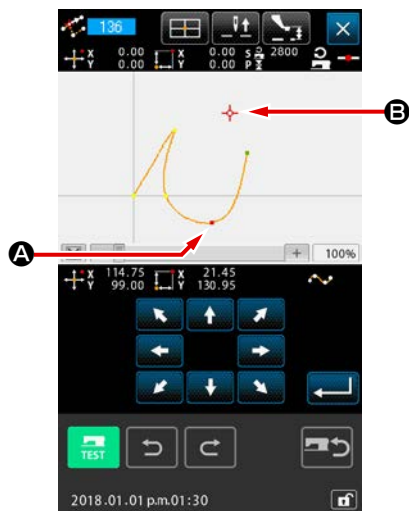 136
X 0.00 X 0.00 S 2800
Y 0.00 Y 0.00 P
B
A
+ 100%
X 114.75 X 21.45
Y 99.00 Y 130.95
TEST
2018.01.01 p.m.01:30